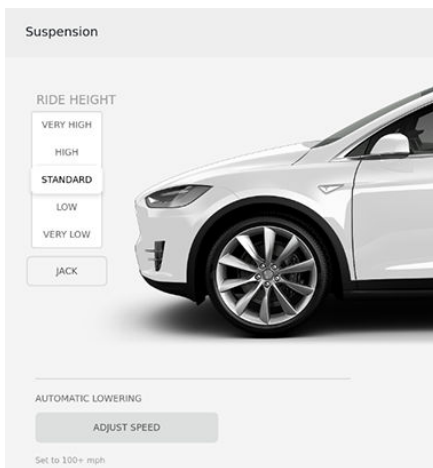 Suspension
RIDE HEIGHT
VERY HIGH
HIGH
STANDARD
LOW
VERY LOW
JACK
AUTOMATIC LOWERING
ADJUST SPEED
Set to 100+ mph